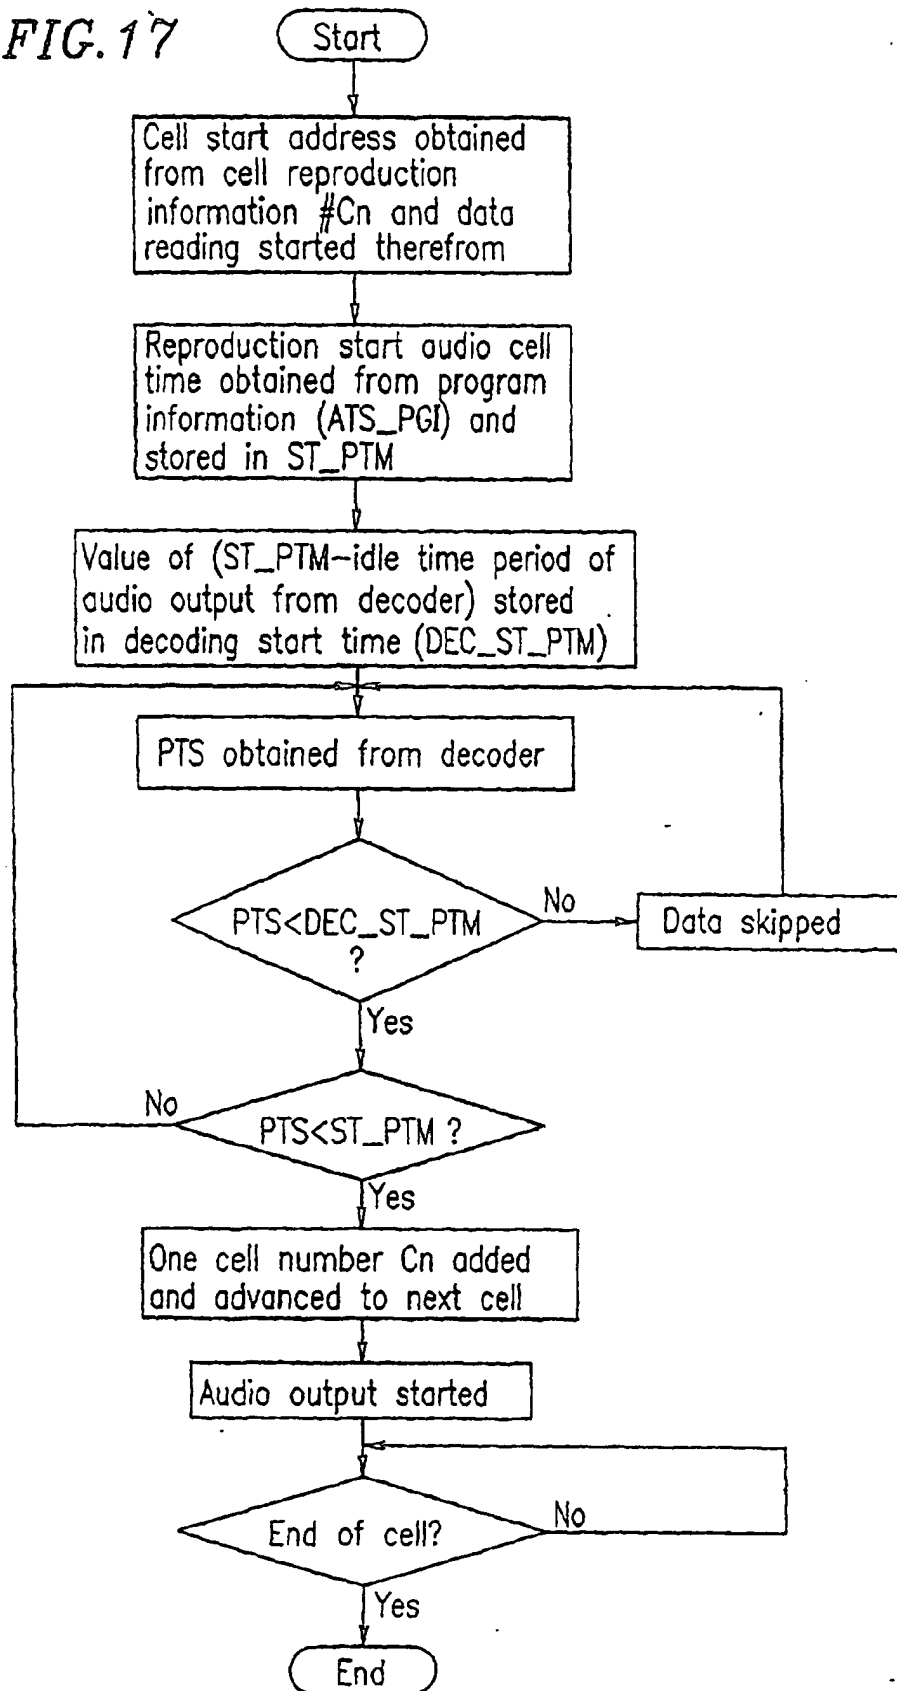 FIG.17
Start
Cell start address obtained
from cell reproduction
information #Cn and data
reading started therefrom
Reproduction start audio cell
time obtained from program
information (ATS_PGI) and
stored in ST_PTM
Value of (ST_PTM-idle time period of
audio output from decoder) stored
in decoding start time (DEC_ST_PTM)
PTS obtained from decoder
PTS<DEC_ST_PTM
?
No
Data skipped
Yes
No
PTS<ST_PTM ?
Yes
One cell number Cn added
and advanced to next cell
Audio output started
End of cell?
No
Yes
End